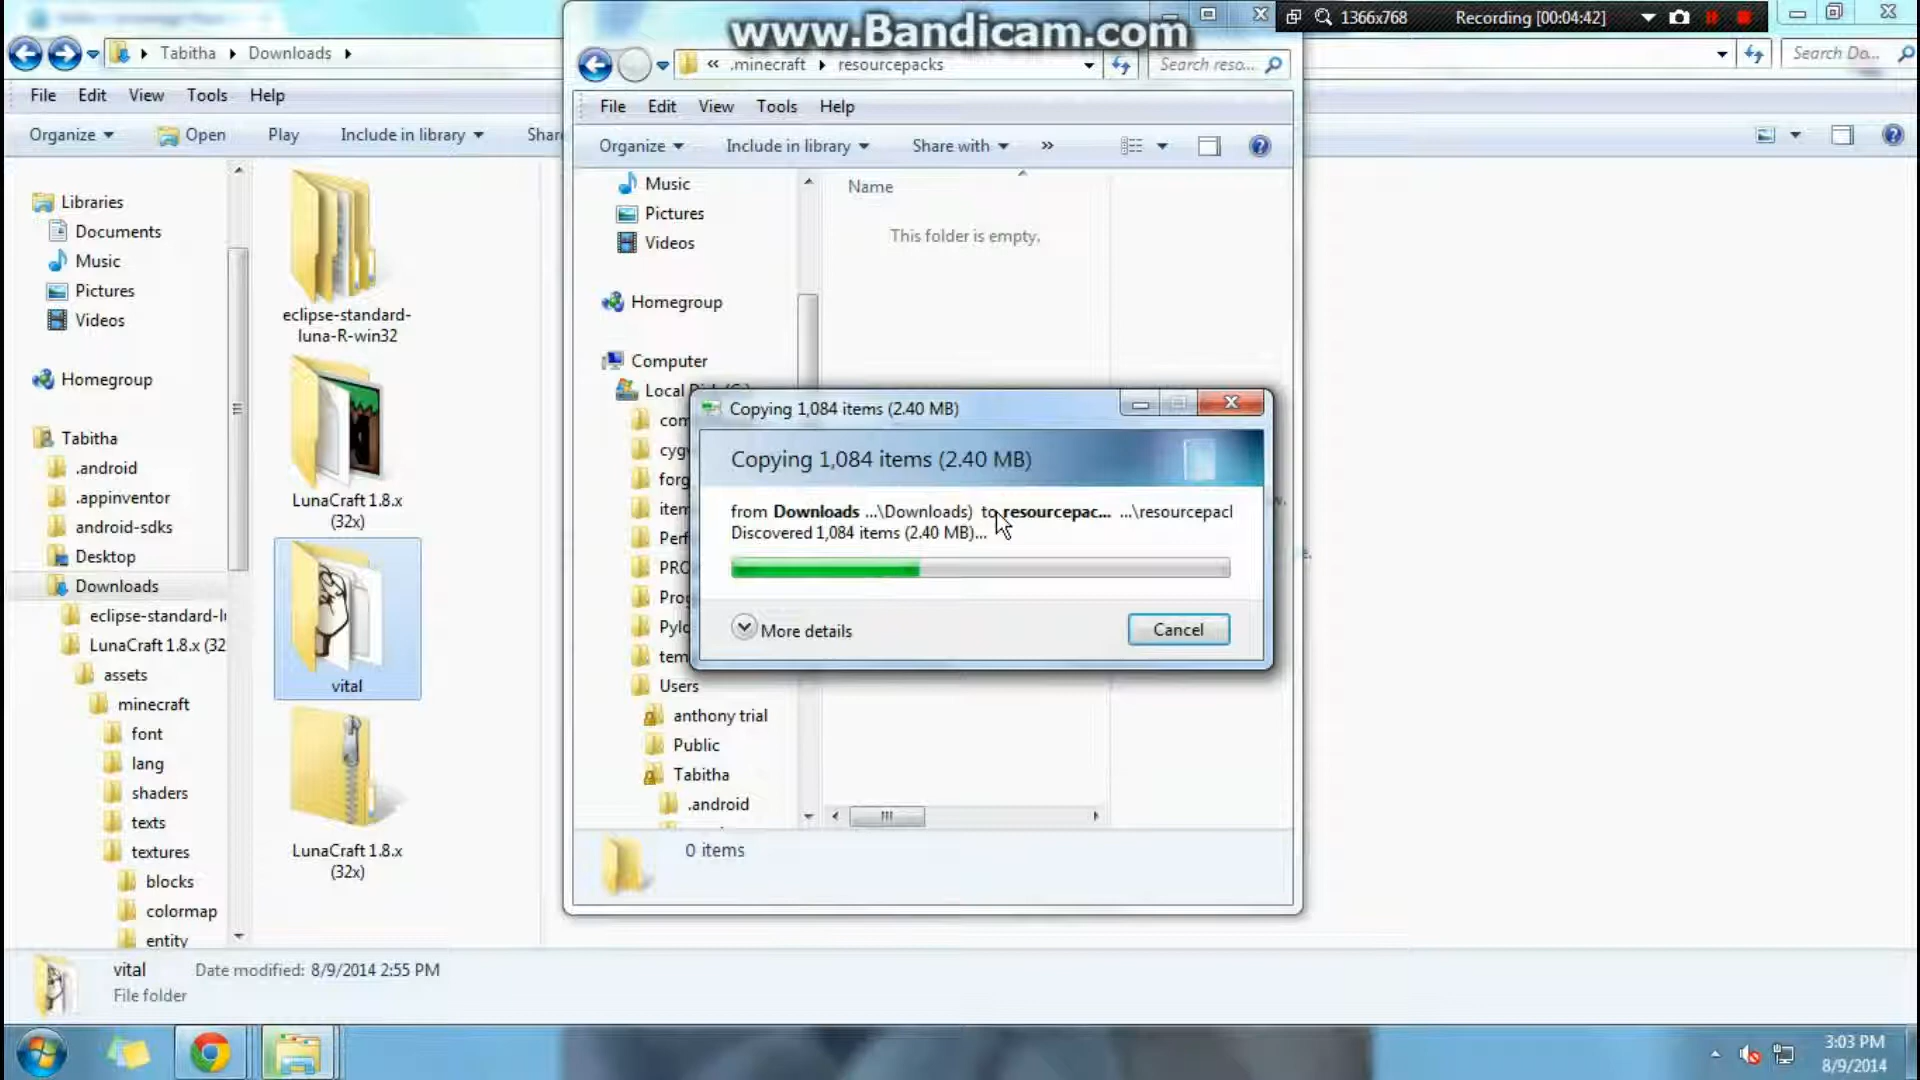 www.Bandicam.com
1366x768
Recording [00:04:42]
Tabitha
Downloads
Search Do...
« .minecraft
resourcepacks
Search reso...
File Edit View Tools Help
Organize
Open
Play
Include in library
Shar
File Edit View Tools Help
Organize
Include in library
Share with
»
Libraries
Documents
Music
Pictures
Videos
Homegroup
Tabitha
.android
.appinventor
android-sdks
Desktop
Downloads
eclipse-standard-lu
LunaCraft 1.8.x (32
assets
minecraft
font
lang
shaders
texts
textures
blocks
colormap
entity
eclipse-standard-
luna-R-win32
LunaCraft 1.8.x
(32x)
vital
LunaCraft 1.8.x
(32x)
Music
Pictures
Videos
Homegroup
Computer
Local
com
cygv
forg
item
Perf
PRO
Prog
Pylo
tem
Users
anthony trial
Public
Tabitha
.android
Name
This folder is empty.
Copying 1,084 items (2.40 MB)
Copying 1,084 items (2.40 MB)
from Downloads ...\Downloads) to resourcepac... ...\resourcepacl
Discovered 1,084 items (2.40 MB)...
More details
Cancel
0 items
vital
Date modified: 8/9/2014 2:55 PM
File folder
3:03 PM
8/9/2014